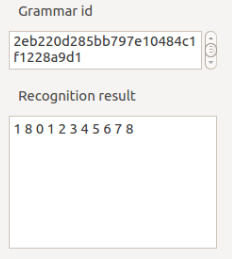 Grammar id
2eb220d285bb797e10484c1
f1228a9d1
Recognition result
1 8 0 1 2 3 4 5 6 7 8